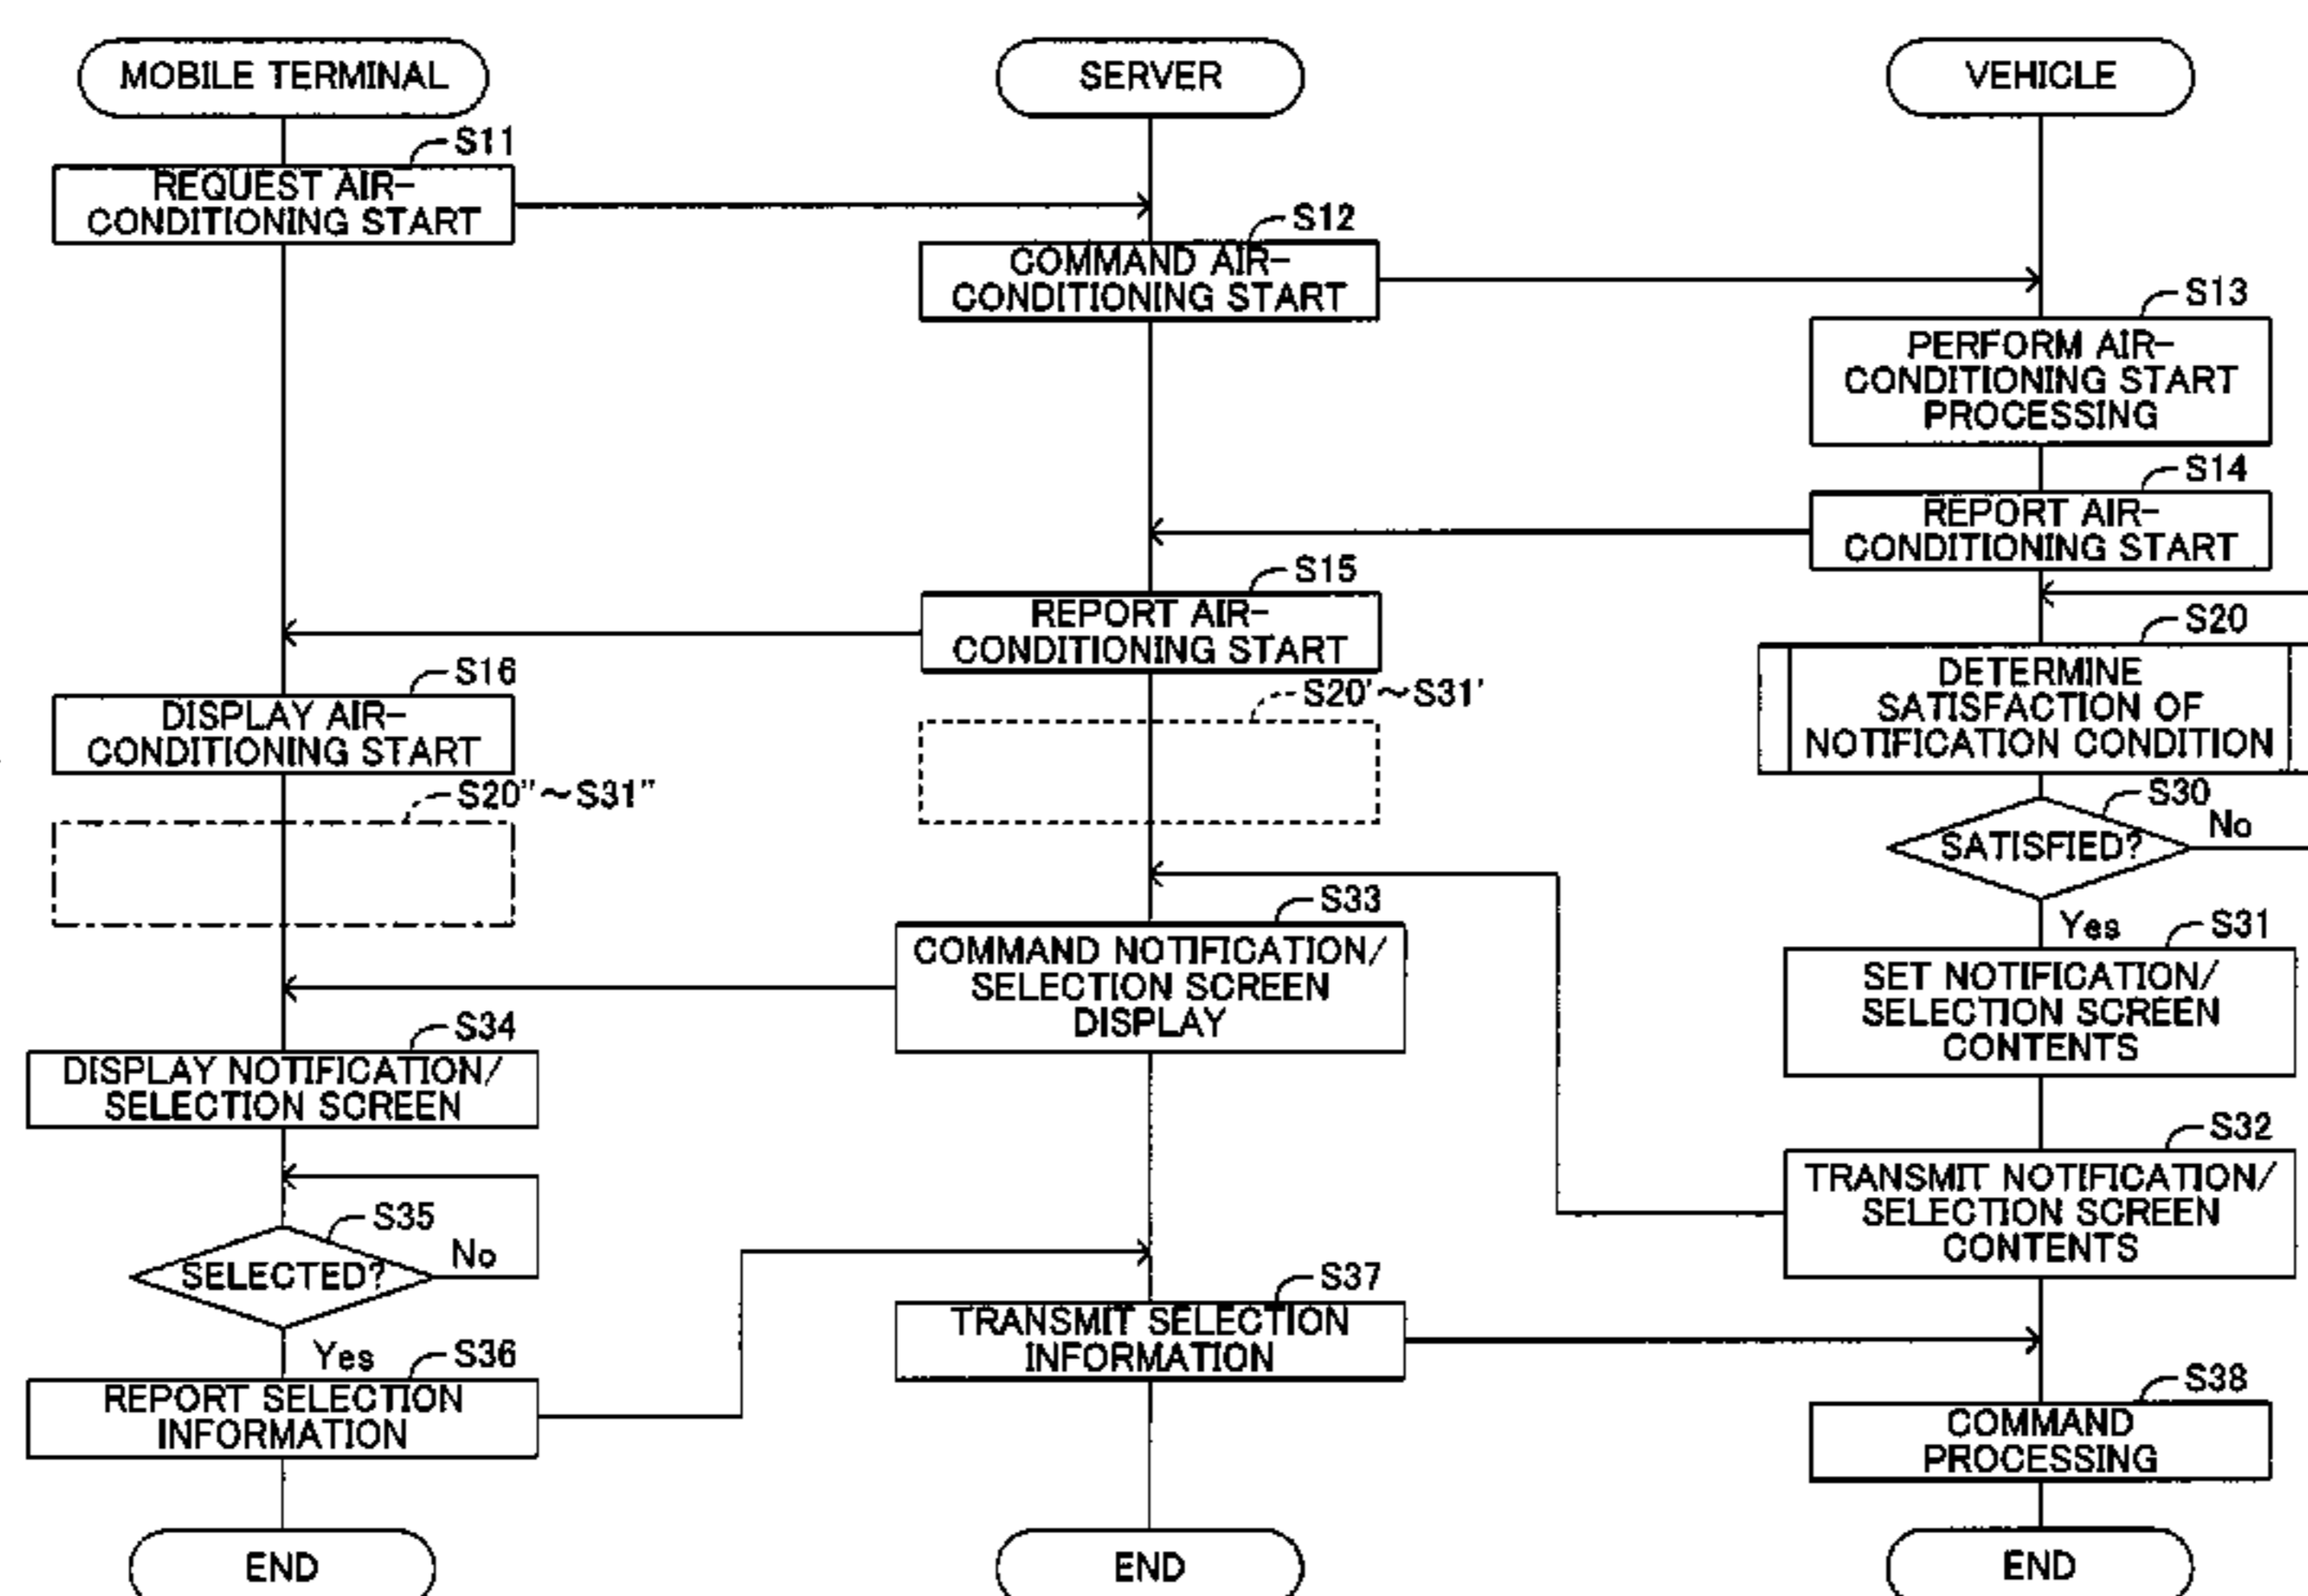 MOBILE TERMINAL
SERVER
VEHICLE
S11
REQUEST AIR-
CONDITIONING START
S12
COMMAND AIR-
CONDITIONING START
S13
PERFORM AIR-
CONDITIONING START
PROCESSING
S14
REPORT AIR-
CONDITIONING START
S15
REPORT AIR-
CONDITIONING START
S16
DISPLAY AIR-
CONDITIONING START
S20'~S31'
S20
DETERMINE
SATISFACTION OF
NOTIFICATION CONDITION
S20"~S31"
S30
SATISFIED?
No
Yes
S31
SET NOTIFICATION/
SELECTION SCREEN
CONTENTS
S32
TRANSMIT NOTIFICATION/
SELECTION SCREEN
CONTENTS
S33
COMMAND NOTIFICATION/
SELECTION SCREEN
DISPLAY
S34
DISPLAY NOTIFICATION/
SELECTION SCREEN
S35
SELECTED?
No
Yes
S36
REPORT SELECTION
INFORMATION
S37
TRANSMIT SELECTION
INFORMATION
S38
COMMAND
PROCESSING
END
END
END